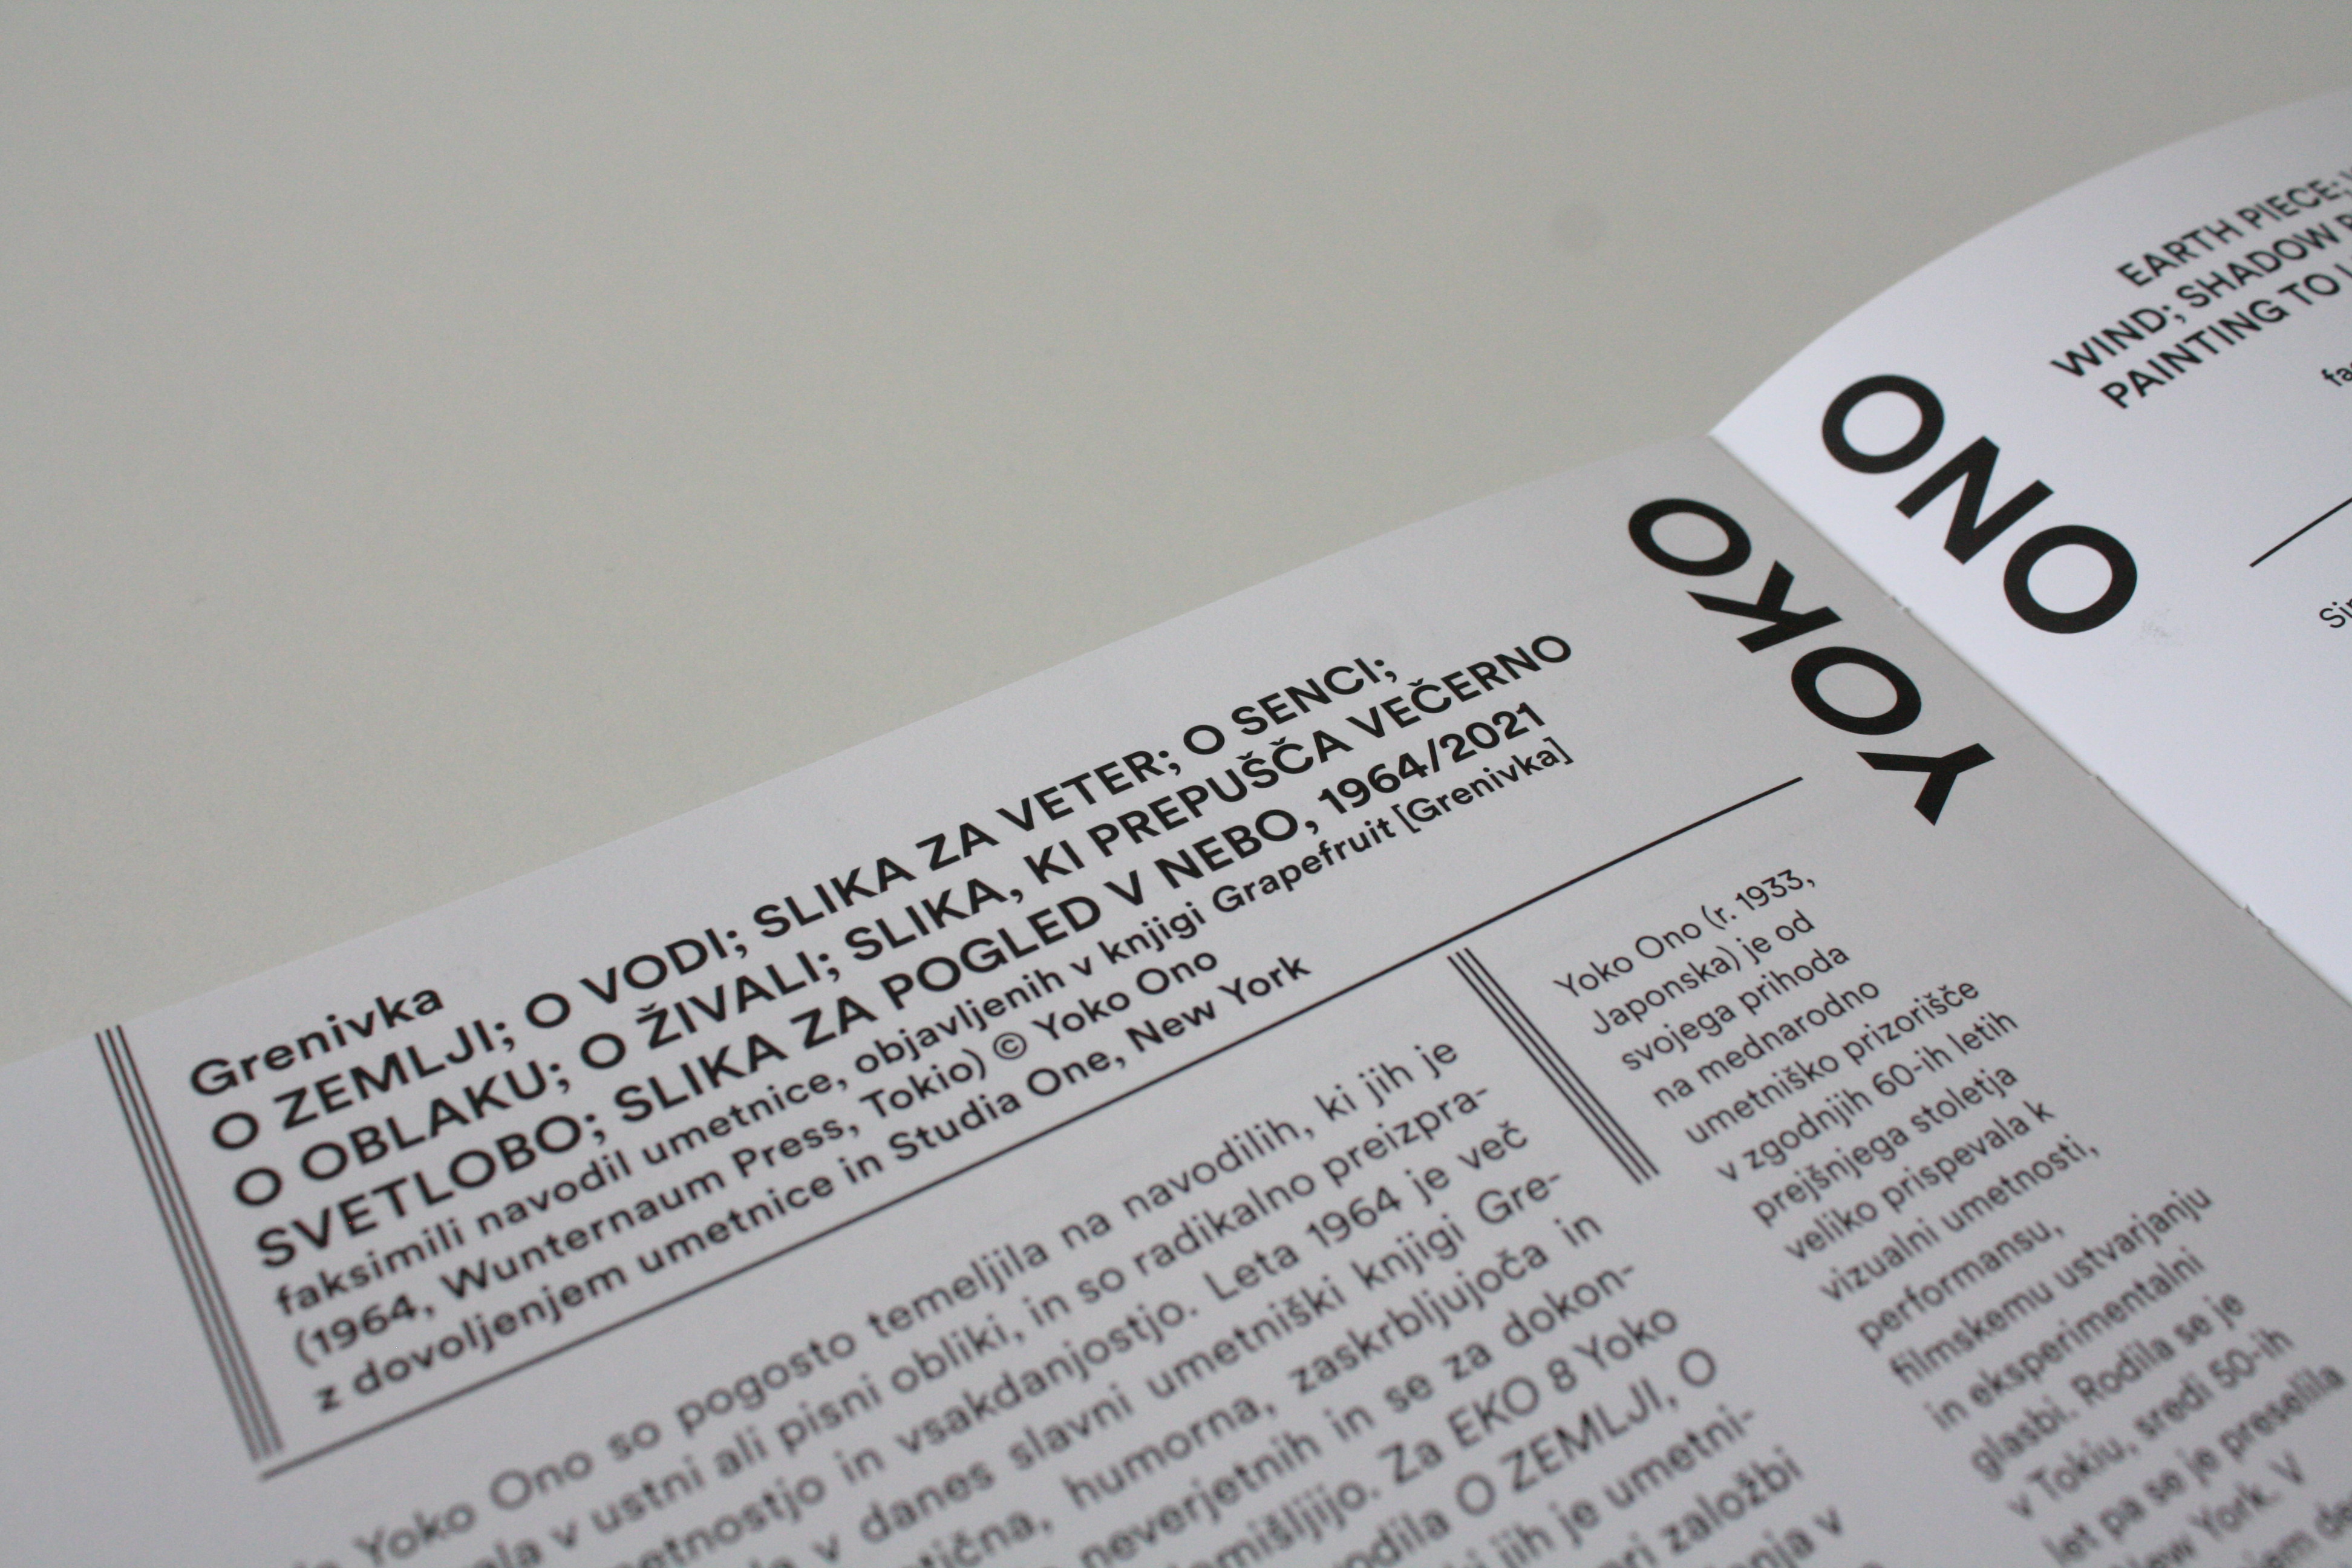 Grenivka
O ZEMLJI; O VODI; SLIKA ZA VETER; O SENCI;
O OBLAKU; O ŽIVALI; SLIKA, KI PREPUŠČA VEČERNO
SVETLOBO; SLIKA ZA POGLED V NEBO, 1964/2021
faksimili navodil umetnice, objavljenih v knjigi Grapefruit [Grenivka]
(1964, Wunternaum Press, Tokio) © Yoko Ono
z dovoljenjem umetnice in Studia One, New York
Yoko Ono so pogosto temeljila na navodilih, ki jih je
v ustni ali pisni obliki, in so radikalno preizpra-
in vsakdanjostjo. Leta 1964 je več
v danes slavni umetniški knjigi Gre-
humorna, zaskrbljujoča in
neverjetnih in se za dokon-
Za EKO 8 Yoko
O ZEMLJI, O
jih je umetni-
založbi
v
YOKO
Yoko Ono (r. 1933,
Japonska) je od
svojega prihoda
na mednarodno
umetniško prizorišče
v zgodnjih 60-ih letih
prejšnjega stoletja
veliko prispevala k
vizualni umetnosti,
performansu,
filmskemu ustvarjanju
in eksperimentalni
glasbi. Rodila se je
v Tokiu, sredi 50-ih
let pa se je preselila
York. V
ONO
EARTH PIECE;
WIND; SHADOW
PAINTING TO